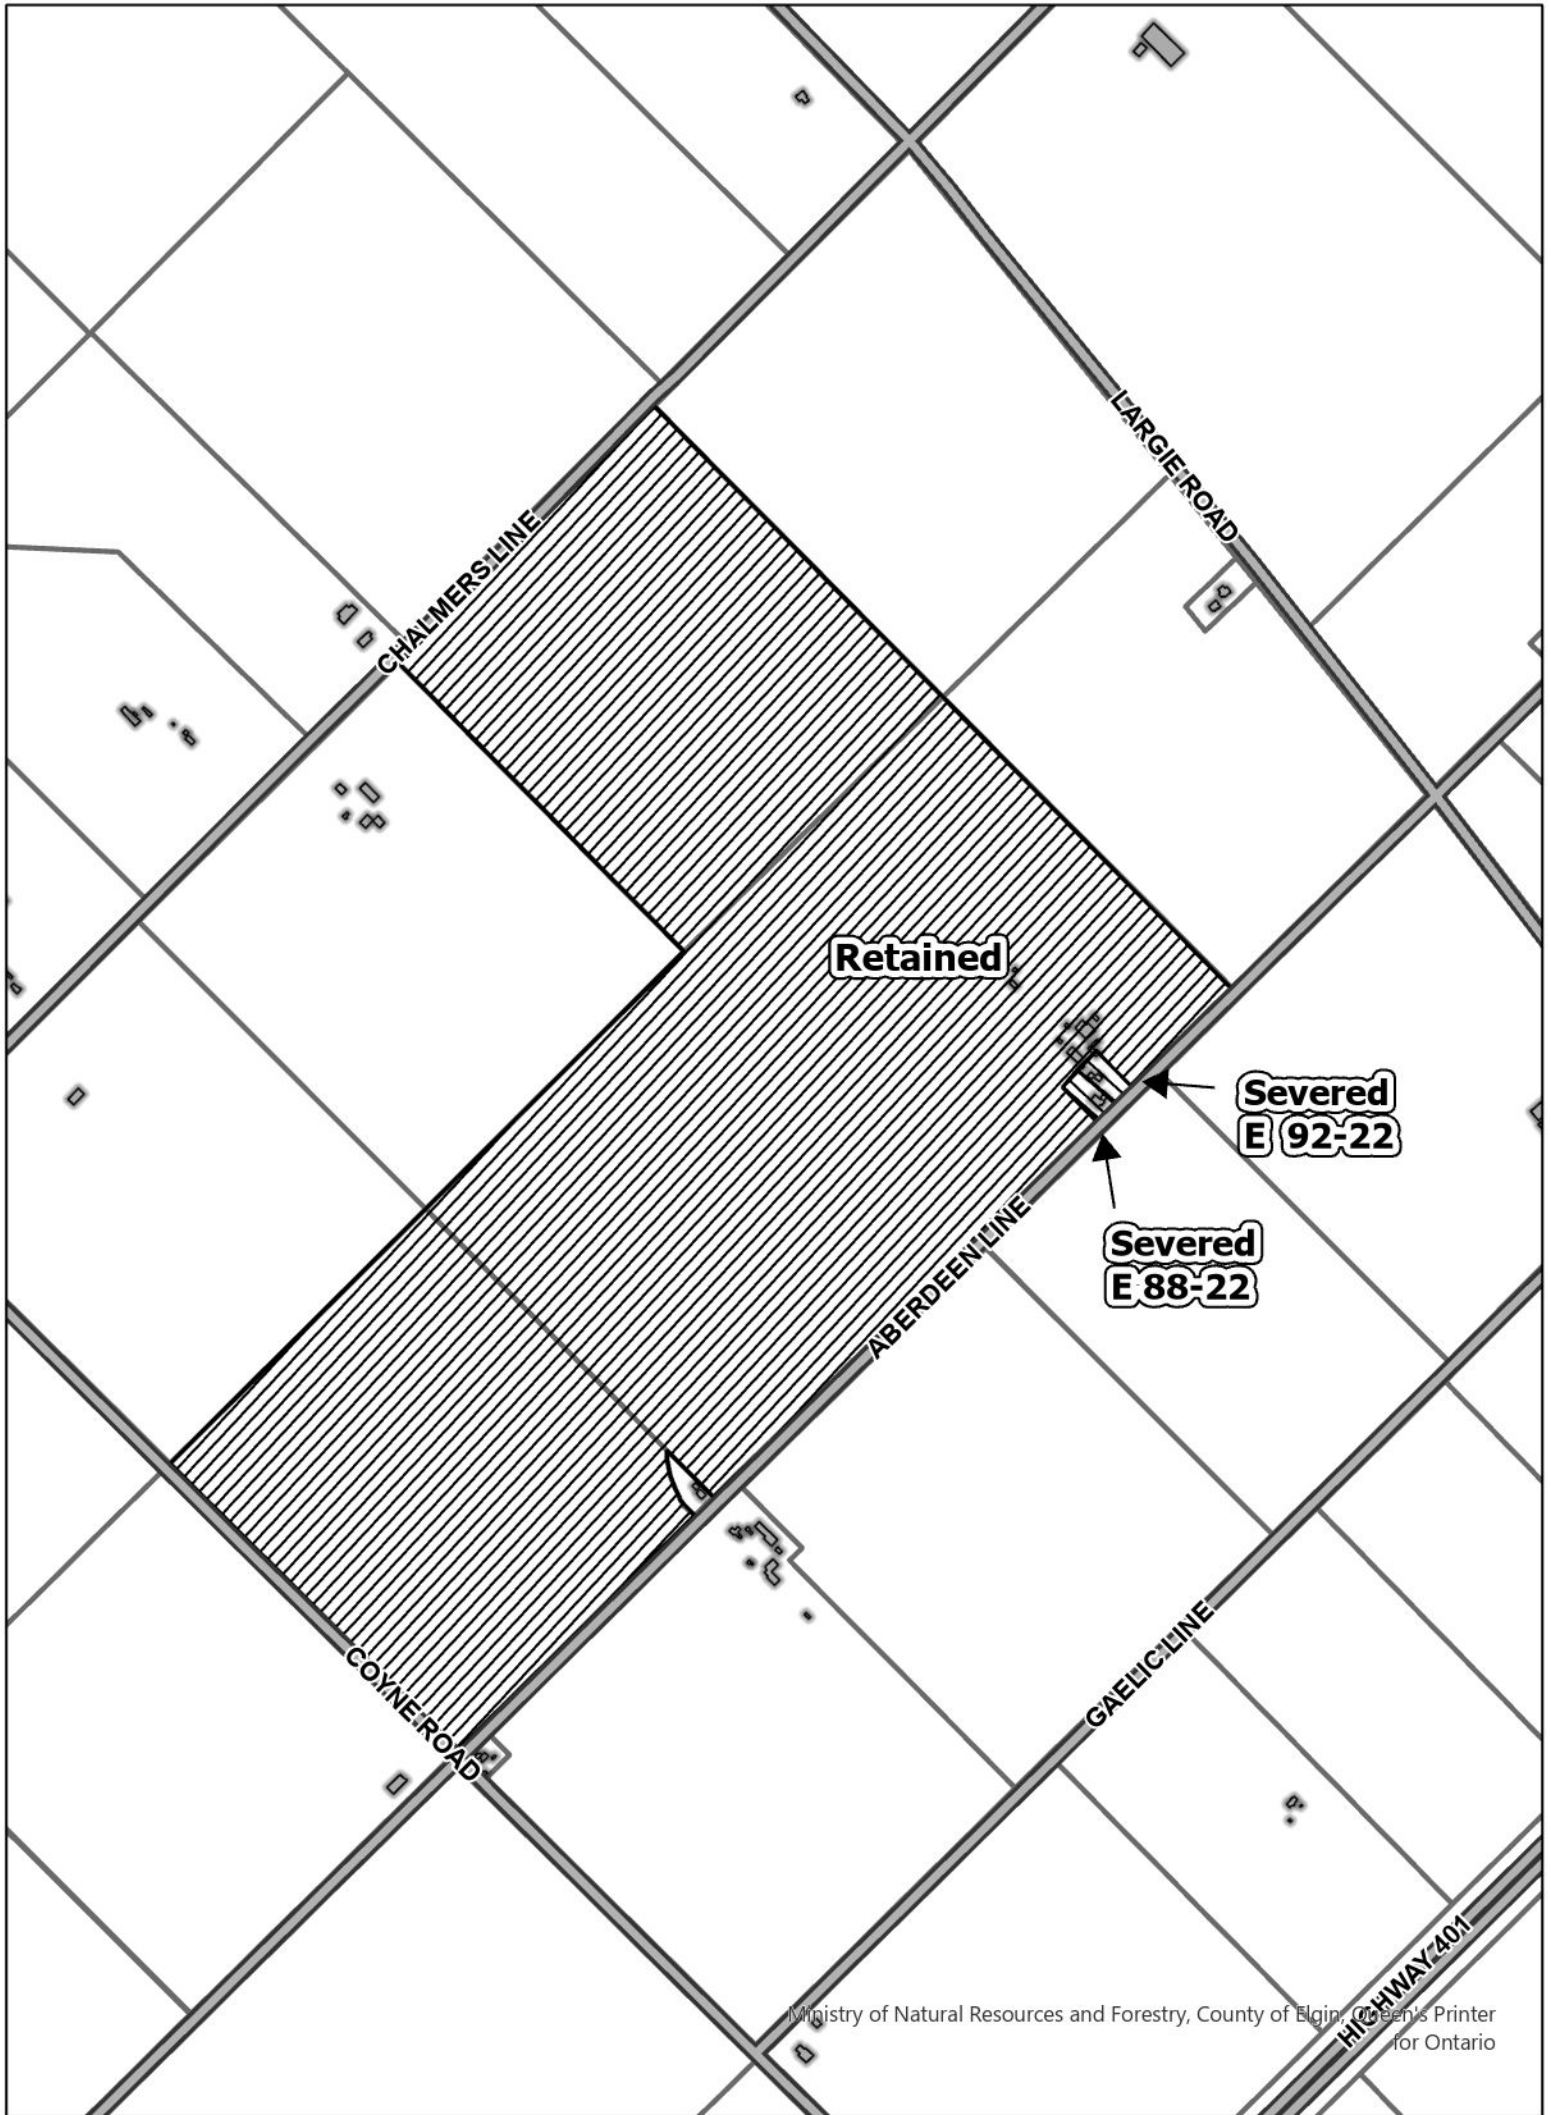 LARGIE ROAD
CHALMERS LINE
Retained
Severed
E 92-22
Severed
E 88-22
ABERDEEN LINE
COYNE ROAD
GAELIC LINE
HIGHWAY 401
Ministry of Natural Resources and Forestry, County of Elgin, Queen's Printer
for Ontario